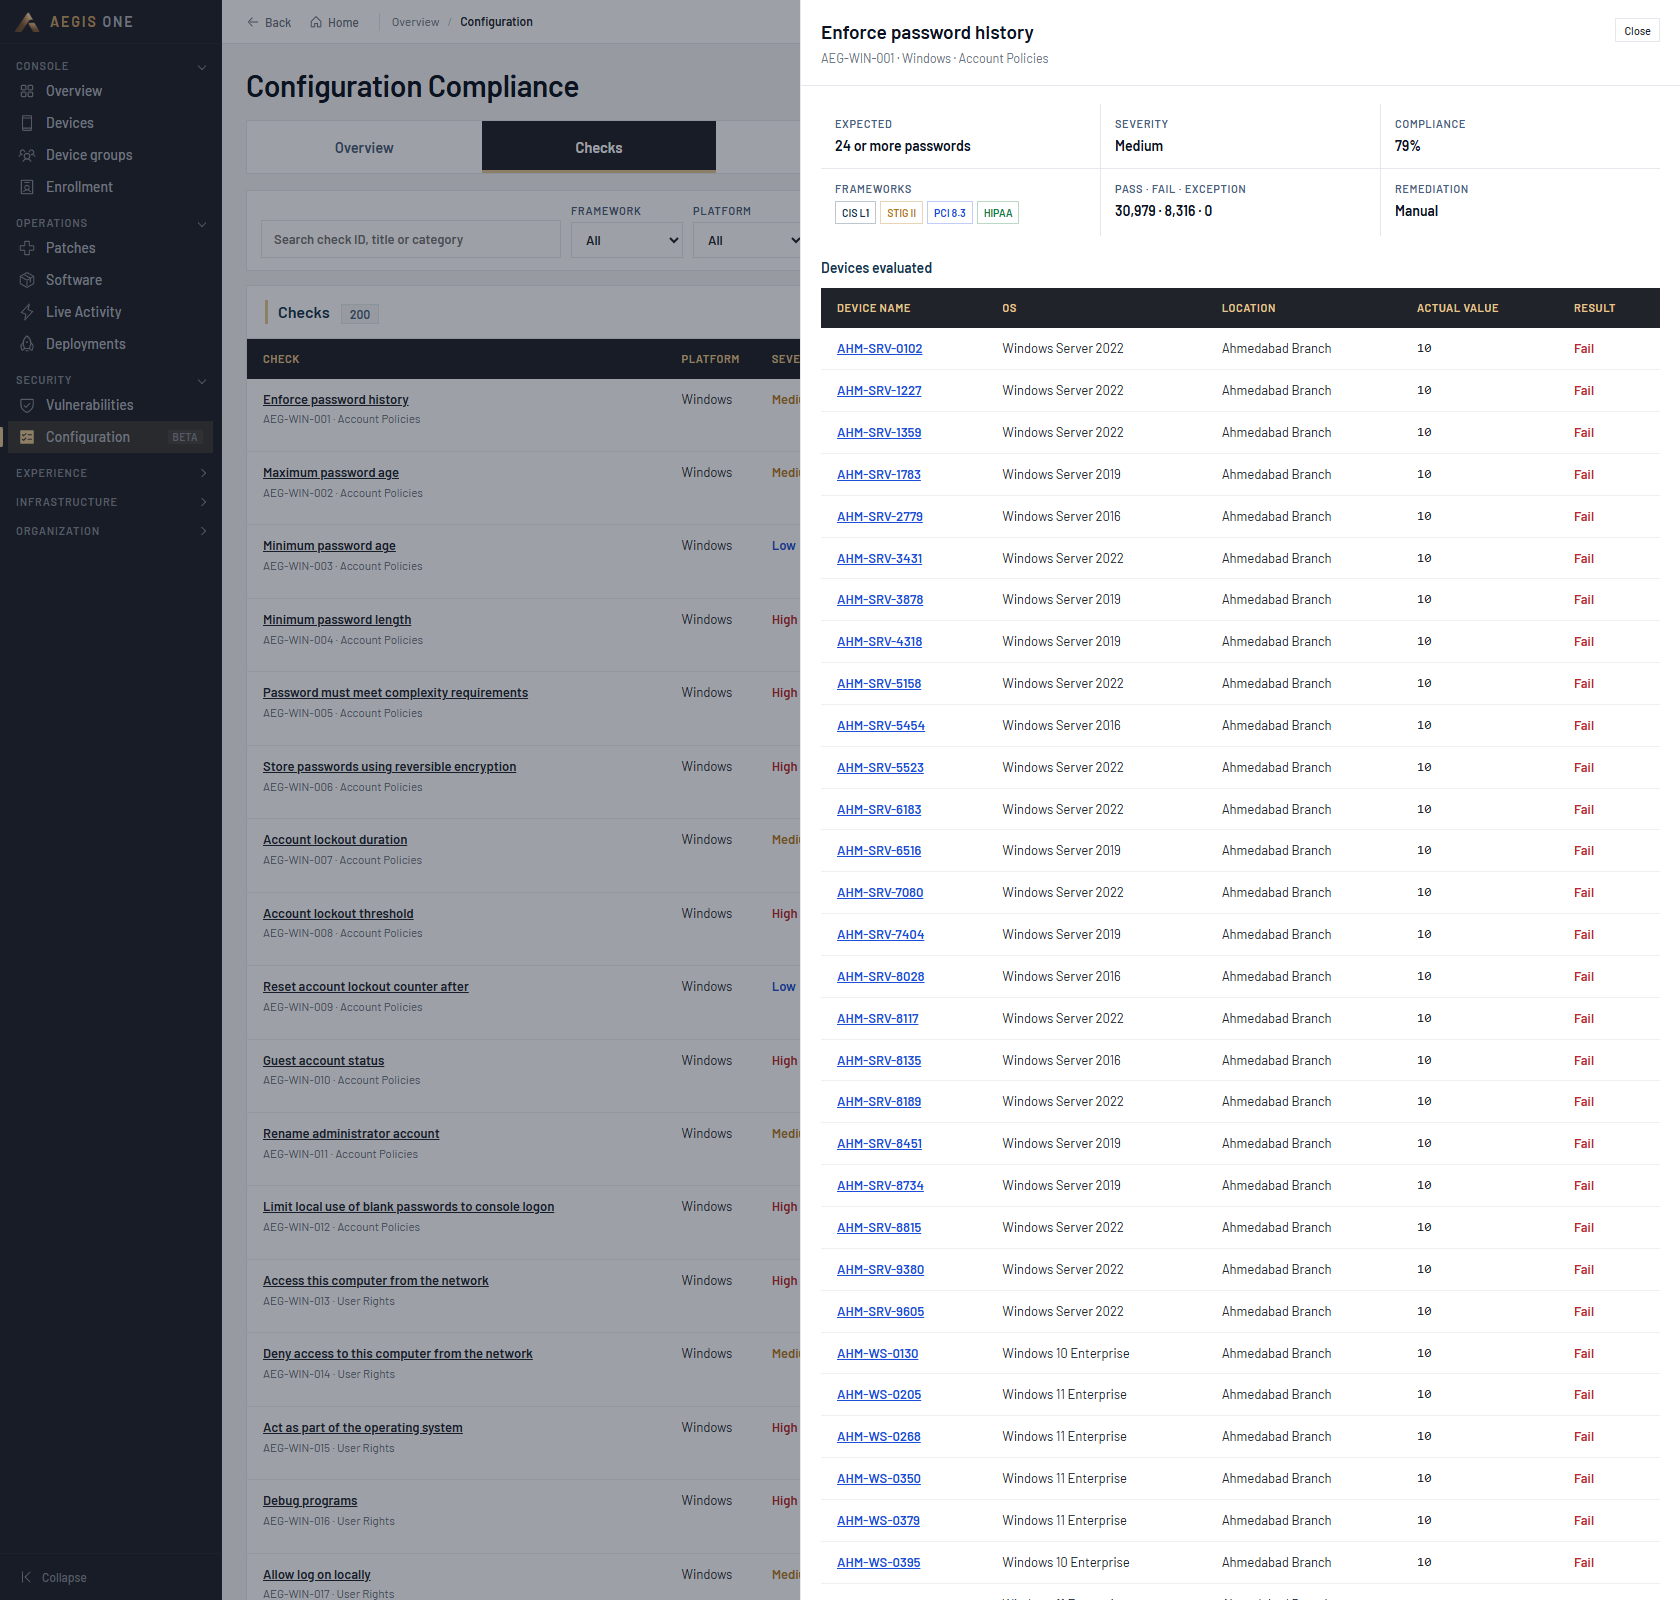 AEGIS ONE
CONSOLE
Overview
Devices
Device groups
Enrollment
OPERATIONS
Patches
Software
Live Activity
Deployments
SECURITY
Vulnerabilities
Configuration BETA
EXPERIENCE
INFRASTRUCTURE
ORGANIZATION
Collapse
Back Home Overview / Configuration
Configuration Compliance
Overview Checks
FRAMEWORK PLATFORM
Search check ID, title or category All All
Checks 200
CHECK PLATFORM SEVE
Enforce password history Windows Medi
AEG-WIN-001 · Account Policies
Maximum password age Windows Medi
AEG-WIN-002 · Account Policies
Minimum password age Windows Low
AEG-WIN-003 · Account Policies
Minimum password length Windows High
AEG-WIN-004 · Account Policies
Password must meet complexity requirements Windows High
AEG-WIN-005 · Account Policies
Store passwords using reversible encryption Windows High
AEG-WIN-006 · Account Policies
Account lockout duration Windows Medi
AEG-WIN-007 · Account Policies
Account lockout threshold Windows High
AEG-WIN-008 · Account Policies
Reset account lockout counter after Windows Low
AEG-WIN-009 · Account Policies
Guest account status Windows High
AEG-WIN-010 · Account Policies
Rename administrator account Windows Medi
AEG-WIN-011 · Account Policies
Limit local use of blank passwords to console logon Windows High
AEG-WIN-012 · Account Policies
Access this computer from the network Windows High
AEG-WIN-013 · User Rights
Deny access to this computer from the network Windows Medi
AEG-WIN-014 · User Rights
Act as part of the operating system Windows High
AEG-WIN-015 · User Rights
Debug programs Windows High
AEG-WIN-016 · User Rights
Allow log on locally Windows Medi
AEG-WIN-017 · User Rights
Enforce password history Close
AEG-WIN-001 · Windows · Account Policies
EXPECTED SEVERITY COMPLIANCE
24 or more passwords Medium 79%
FRAMEWORKS PASS · FAIL · EXCEPTION REMEDIATION
CIS L1 STIG II PCI 8.3 HIPAA 30,979 · 8,316 · 0 Manual
Devices evaluated
DEVICE NAME OS LOCATION ACTUAL VALUE RESULT
AHM-SRV-0102 Windows Server 2022 Ahmedabad Branch 10 Fail
AHM-SRV-1227 Windows Server 2022 Ahmedabad Branch 10 Fail
AHM-SRV-1359 Windows Server 2022 Ahmedabad Branch 10 Fail
AHM-SRV-1783 Windows Server 2019 Ahmedabad Branch 10 Fail
AHM-SRV-2779 Windows Server 2016 Ahmedabad Branch 10 Fail
AHM-SRV-3431 Windows Server 2022 Ahmedabad Branch 10 Fail
AHM-SRV-3878 Windows Server 2019 Ahmedabad Branch 10 Fail
AHM-SRV-4318 Windows Server 2019 Ahmedabad Branch 10 Fail
AHM-SRV-5158 Windows Server 2022 Ahmedabad Branch 10 Fail
AHM-SRV-5454 Windows Server 2016 Ahmedabad Branch 10 Fail
AHM-SRV-5523 Windows Server 2022 Ahmedabad Branch 10 Fail
AHM-SRV-6183 Windows Server 2022 Ahmedabad Branch 10 Fail
AHM-SRV-6516 Windows Server 2019 Ahmedabad Branch 10 Fail
AHM-SRV-7080 Windows Server 2022 Ahmedabad Branch 10 Fail
AHM-SRV-7404 Windows Server 2019 Ahmedabad Branch 10 Fail
AHM-SRV-8028 Windows Server 2016 Ahmedabad Branch 10 Fail
AHM-SRV-8117 Windows Server 2022 Ahmedabad Branch 10 Fail
AHM-SRV-8135 Windows Server 2016 Ahmedabad Branch 10 Fail
AHM-SRV-8189 Windows Server 2022 Ahmedabad Branch 10 Fail
AHM-SRV-8451 Windows Server 2019 Ahmedabad Branch 10 Fail
AHM-SRV-8734 Windows Server 2019 Ahmedabad Branch 10 Fail
AHM-SRV-8815 Windows Server 2022 Ahmedabad Branch 10 Fail
AHM-SRV-9380 Windows Server 2022 Ahmedabad Branch 10 Fail
AHM-SRV-9605 Windows Server 2022 Ahmedabad Branch 10 Fail
AHM-WS-0130 Windows 10 Enterprise Ahmedabad Branch 10 Fail
AHM-WS-0205 Windows 11 Enterprise Ahmedabad Branch 10 Fail
AHM-WS-0268 Windows 11 Enterprise Ahmedabad Branch 10 Fail
AHM-WS-0350 Windows 11 Enterprise Ahmedabad Branch 10 Fail
AHM-WS-0379 Windows 11 Enterprise Ahmedabad Branch 10 Fail
AHM-WS-0395 Windows 10 Enterprise Ahmedabad Branch 10 Fail